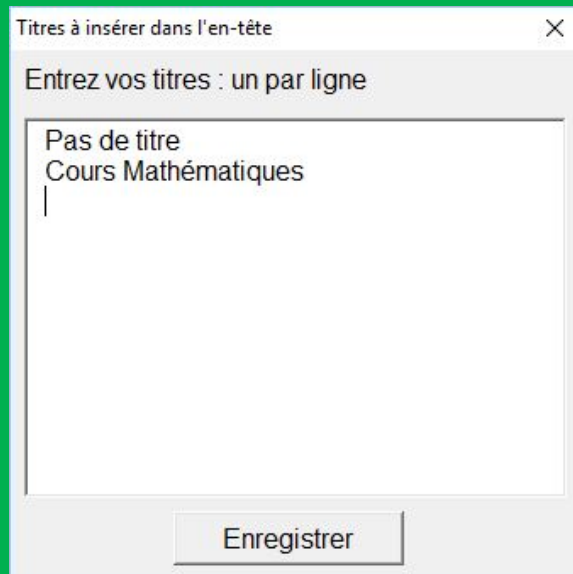 Titres à insérer dans l'en-tête
Entrez vos titres : un par ligne
Pas de titre
Cours Mathématiques
Enregistrer